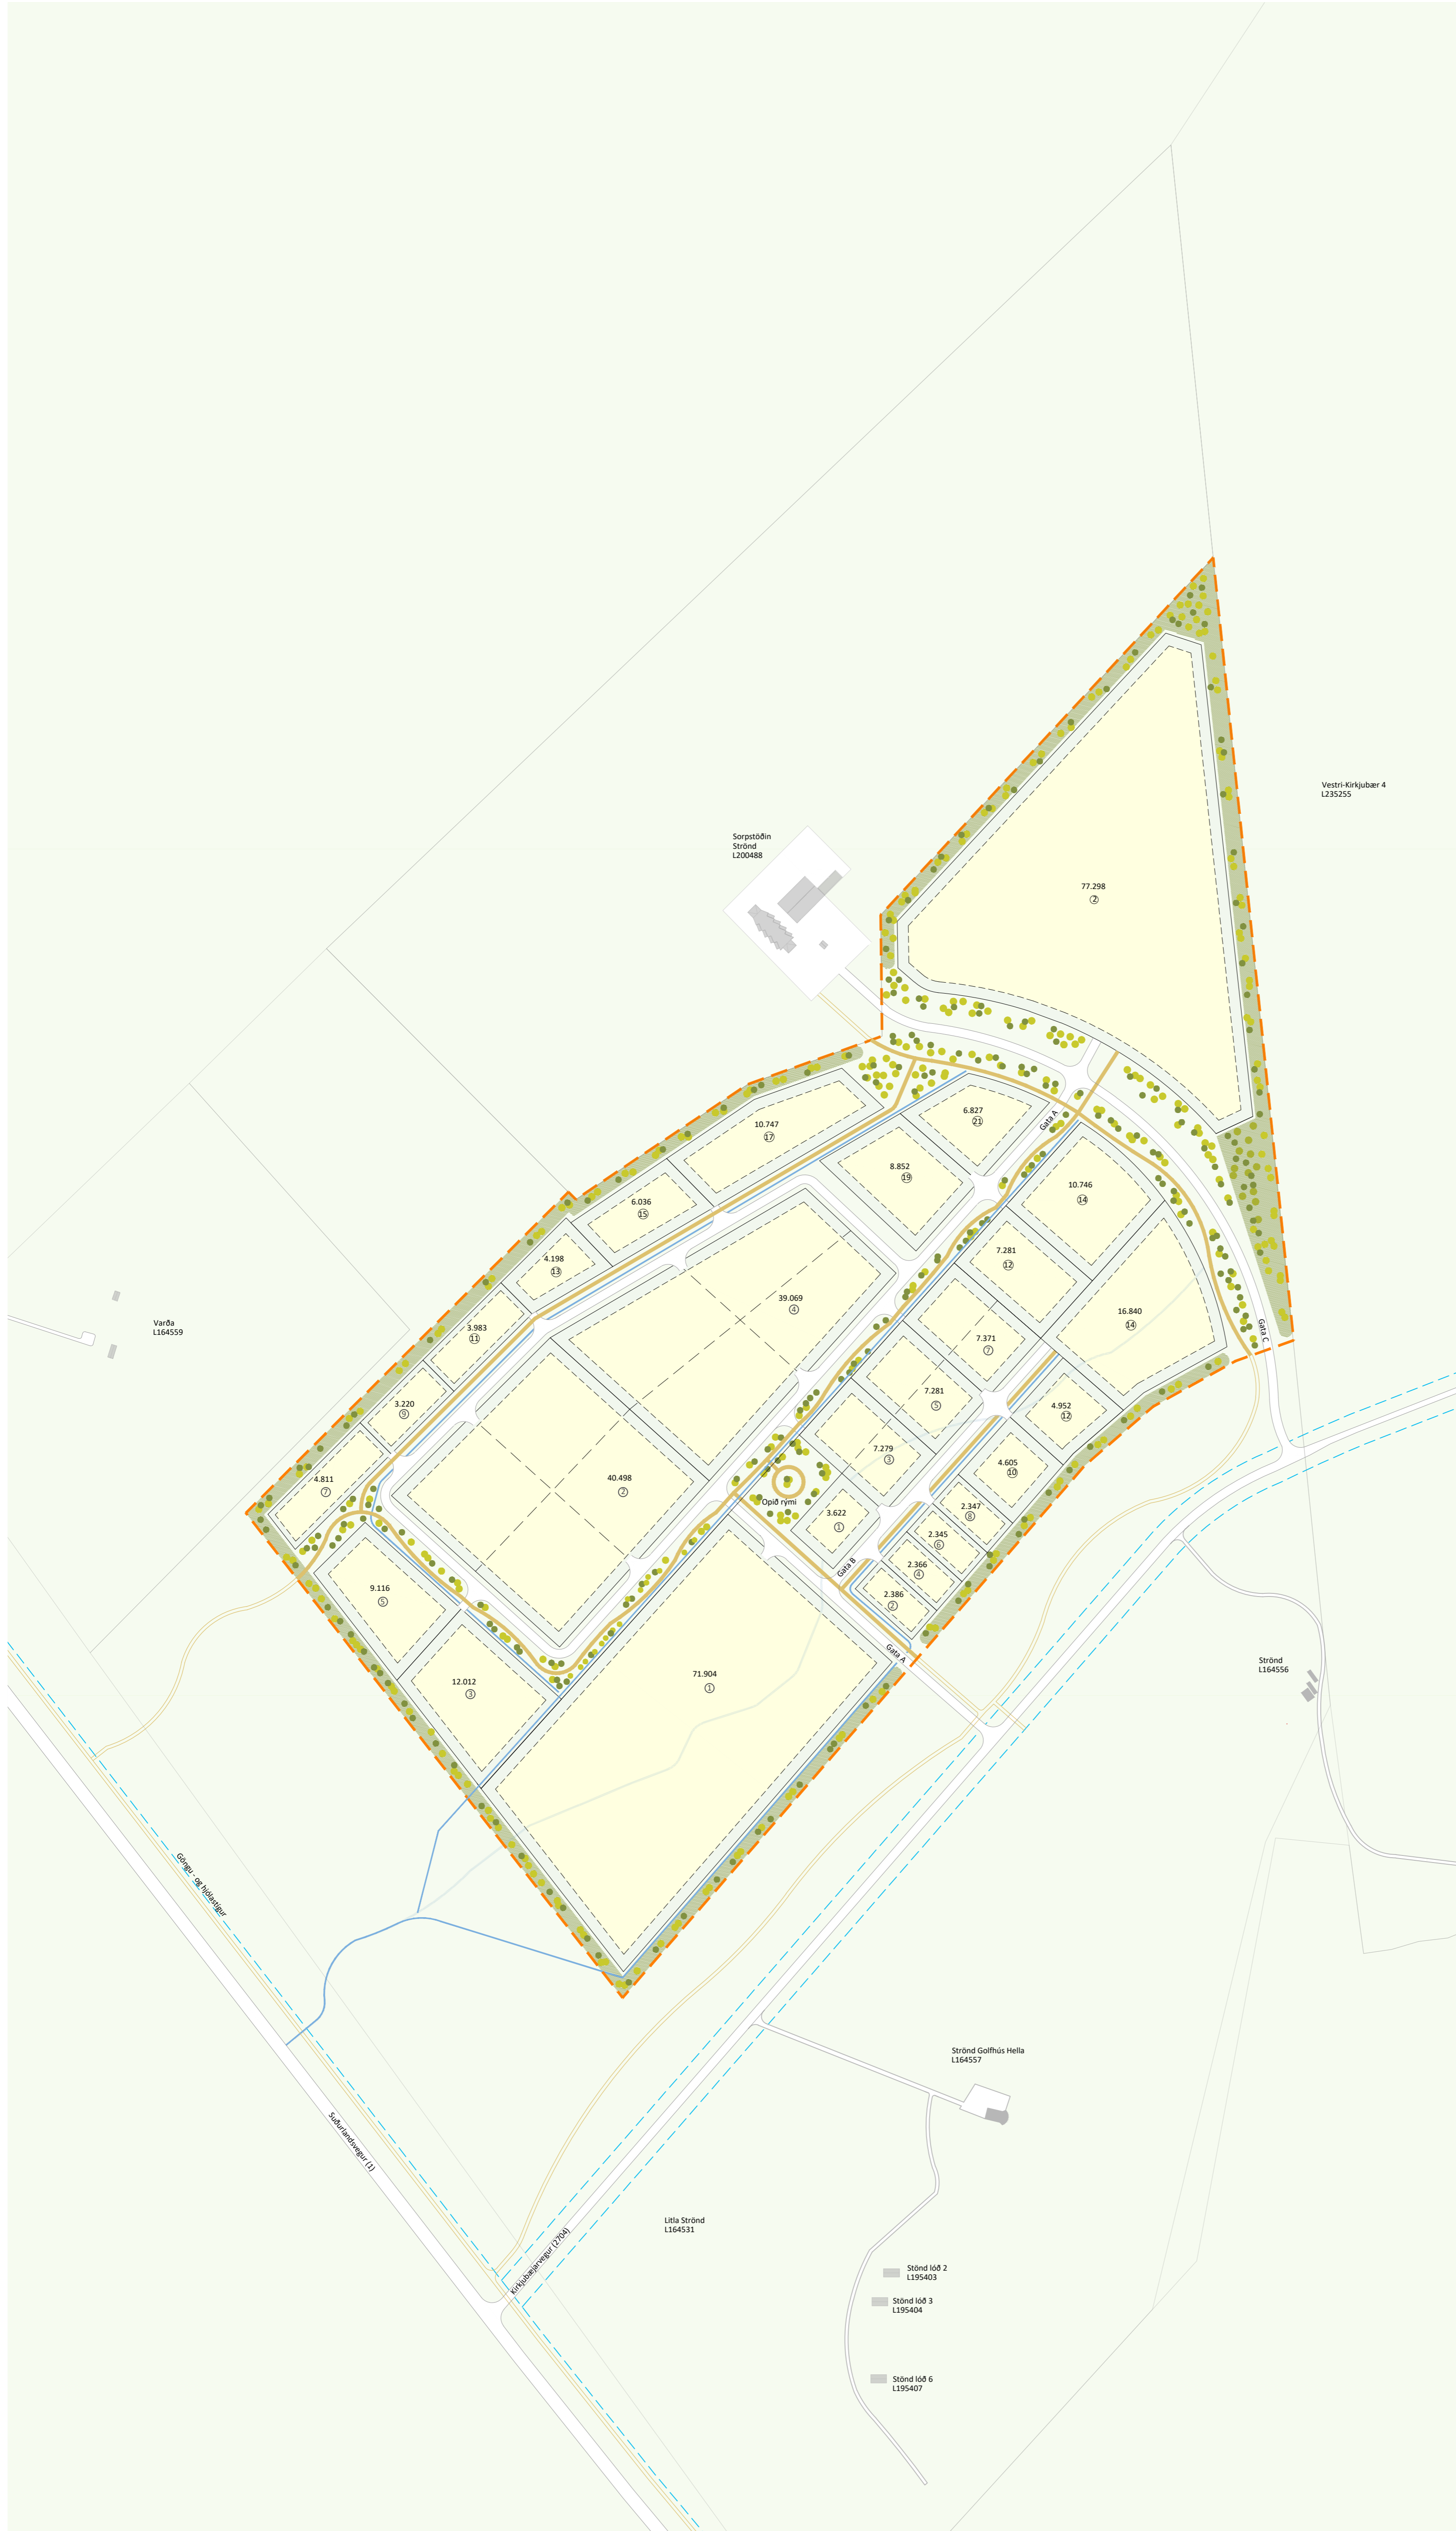 Vestri-Kirkjubær 4
L235255
Sorpstöðin
Strönd
L200488
77.298
2
6.827
21
Gata A
10.747
17
8.852
19
10.746
14
6.036
15
7.281
12
4.198
13
39.069
4
16.840
14
Gata C
Varða
L164559
3.983
11
7.371
7
3.220
9
7.281
5
4.952
12
7.279
3
4.605
10
4.811
7
40.498
2
Opið rými
3.622
1
2.347
8
2.345
6
2.366
4
Gata B
2.386
2
9.116
5
Gata A
12.012
3
71.904
1
Strönd
L164556
Göngu - og hjólastígur
Strönd Golfhús Hella
L164557
Suðurlandsvegur (1)
Litla Strönd
L164531
Kirkjubæjarvegur (2704)
Stönd lóð 2
L195403
Stönd lóð 3
L195404
Stönd lóð 6
L195407